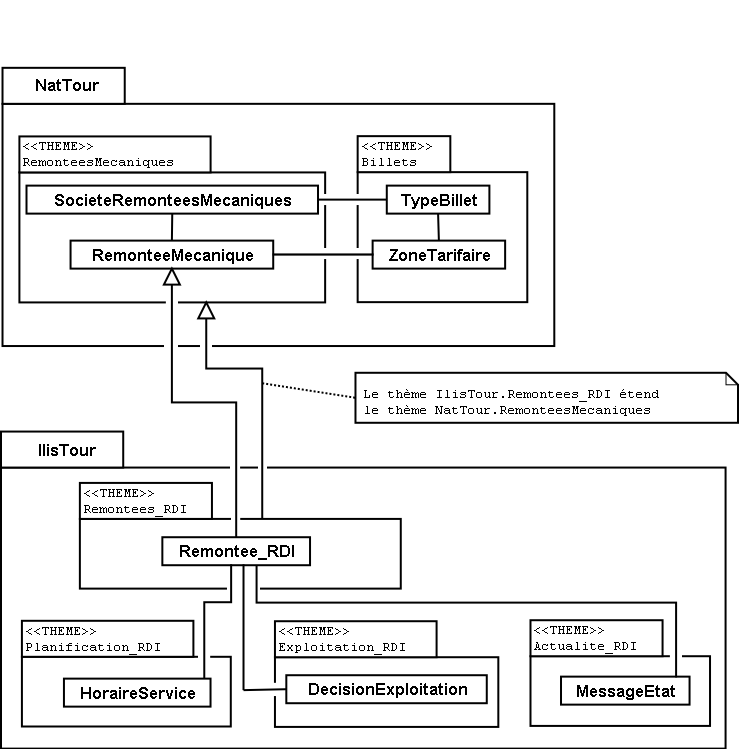 NatTour
<<THEME>>
RemonteesMecaniques
<<THEME>>
Billets
SocieteRemonteesMecaniques
TypeBillet
RemonteeMecanique
ZoneTarifaire
Le thème IlisTour.Remontees_RDI étend
le thème NatTour.RemonteesMecaniques
IlisTour
<<THEME>>
Remontees_RDI
Remontee_RDI
<<THEME>>
Planification_RDI
<<THEME>>
Exploitation_RDI
<<THEME>>
Actualite_RDI
HoraireService
DecisionExploitation
MessageEtat